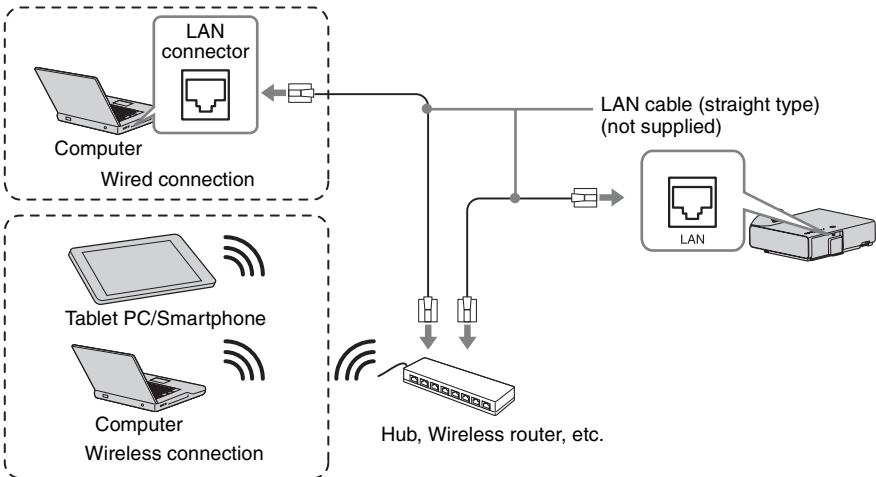 LAN
connector
Computer
Wired connection
LAN cable (straight type)
(not supplied)
LAN
Tablet PC/Smartphone
Computer
Wireless connection
Hub, Wireless router, etc.